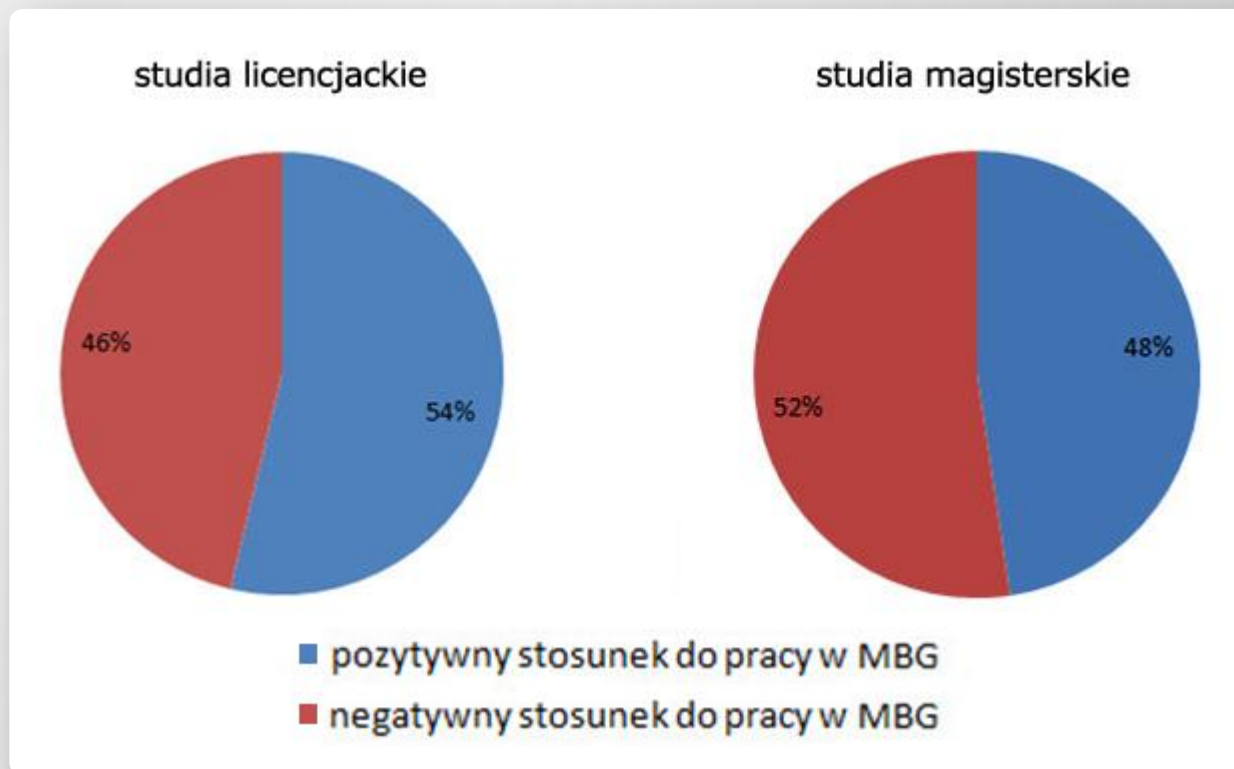 studia licencjackie
studia magisterskie
46%
54%
48%
52%
pozytywny stosunek do pracy w MBG
negatywny stosunek do pracy w MBG